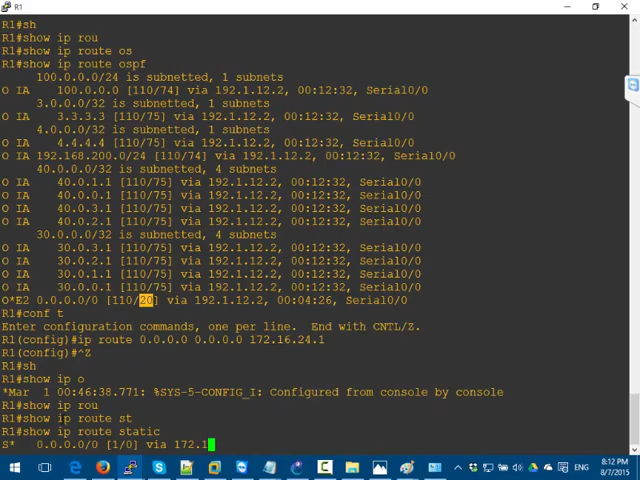 R1
R1#sh
R1#show ip rou
R1#show ip route os
R1#show ip route ospf
100.0.0.0/24 is subnetted, 1 subnets
O IA 100.0.0.0 [110/74] via 192.1.12.2, 00:12:32, Serial0/0
3.0.0.0/32 is subnetted, 1 subnets
O IA 3.3.3.3 [110/74] via 192.1.12.2, 00:12:32, Serial0/0
4.0.0.0/32 is subnetted, 1 subnets
O IA 4.4.4.4 [110/74] via 192.1.12.2, 00:12:32, Serial0/0
O IA 192.168.200.0/24 [110/74] via 192.1.12.2, 00:12:32, Serial0/0
40.0.0.0/32 is subnetted, 4 subnets
O IA 40.0.1.1 [110/75] via 192.1.12.2, 00:12:32, Serial0/0
O IA 40.0.0.1 [110/75] via 192.1.12.2, 00:12:32, Serial0/0
O IA 40.0.3.1 [110/75] via 192.1.12.2, 00:12:32, Serial0/0
O IA 40.0.2.1 [110/75] via 192.1.12.2, 00:12:32, Serial0/0
30.0.0.0/32 is subnetted, 4 subnets
O IA 30.0.3.1 [110/75] via 192.1.12.2, 00:12:32, Serial0/0
O IA 30.0.2.1 [110/75] via 192.1.12.2, 00:12:32, Serial0/0
O IA 30.0.1.1 [110/75] via 192.1.12.2, 00:12:32, Serial0/0
O IA 30.0.0.1 [110/75] via 192.1.12.2, 00:12:32, Serial0/0
O*E2 0.0.0.0/0 [110/20] via 192.1.12.2, 00:04:26, Serial0/0
R1#conf t
Enter configuration commands, one per line. End with CNTL/Z.
R1(config)#ip route 0.0.0.0 0.0.0.0 172.16.24.1
R1(config)#^Z
R1#sh
R1#show ip o
*Mar 1 00:46:38.771: %SYS-5-CONFIG_I: Configured from console by console
R1#show ip rou
R1#show ip route st
R1#show ip route static
S* 0.0.0.0/0 [1/0] via 172.1
ENG
8:12 PM
8/7/2015